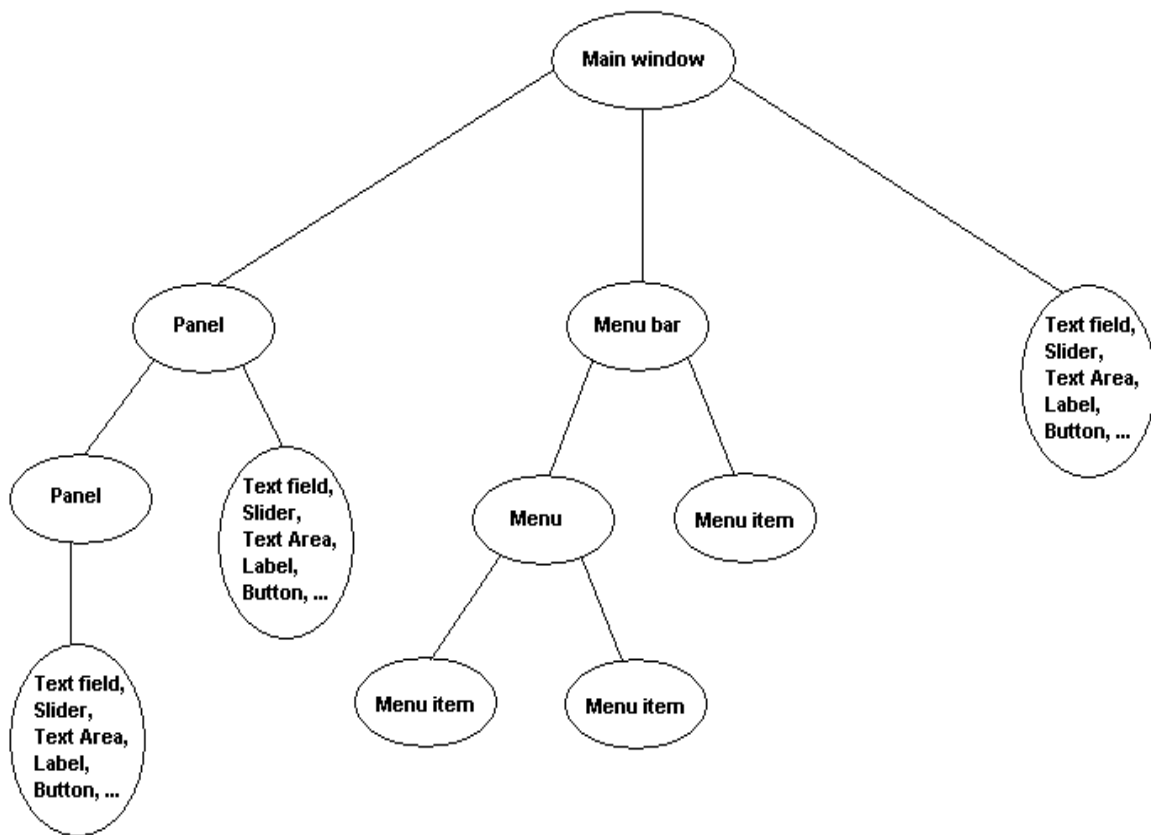 Main window
Panel
Menu bar
Text field,
Slider,
Text Area,
Label,
Button, ...
Panel
Text field,
Slider,
Text Area,
Label,
Button, ...
Menu
Menu item
Text field,
Slider,
Text Area,
Label,
Button, ...
Menu item
Menu item